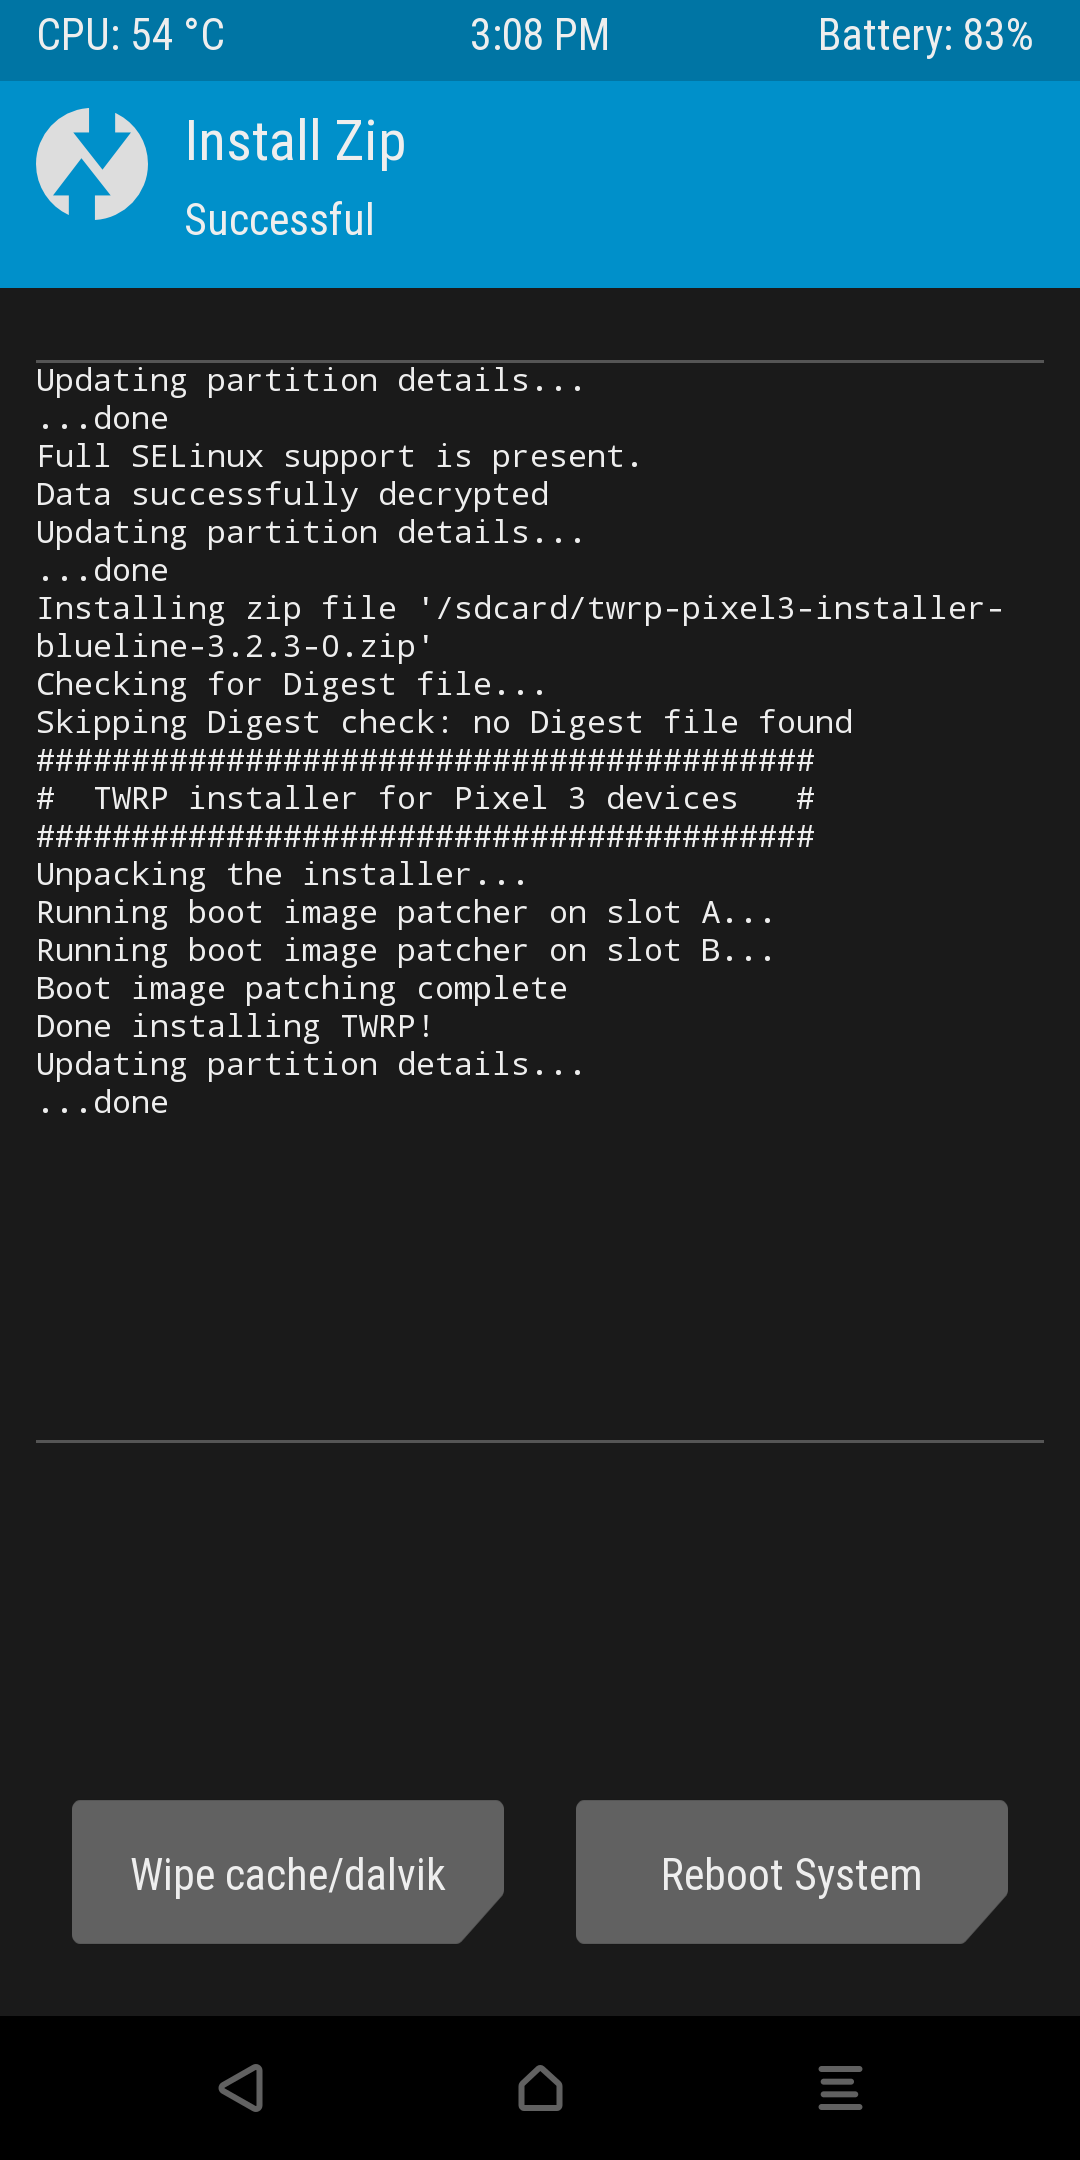 CPU: 54 °C 3:08 PM Battery: 83%
Install Zip
Successful
Updating partition details...
...done
Full SELinux support is present.
Data successfully decrypted
Updating partition details...
...done
Installing zip file '/sdcard/twrp-pixel3-installer-
blueline-3.2.3-0.zip'
Checking for Digest file...
Skipping Digest check: no Digest file found
#########################################
#  TWRP installer for Pixel 3 devices   #
#########################################
Unpacking the installer...
Running boot image patcher on slot A...
Running boot image patcher on slot B...
Boot image patching complete
Done installing TWRP!
Updating partition details...
...done
Wipe cache/dalvik Reboot System